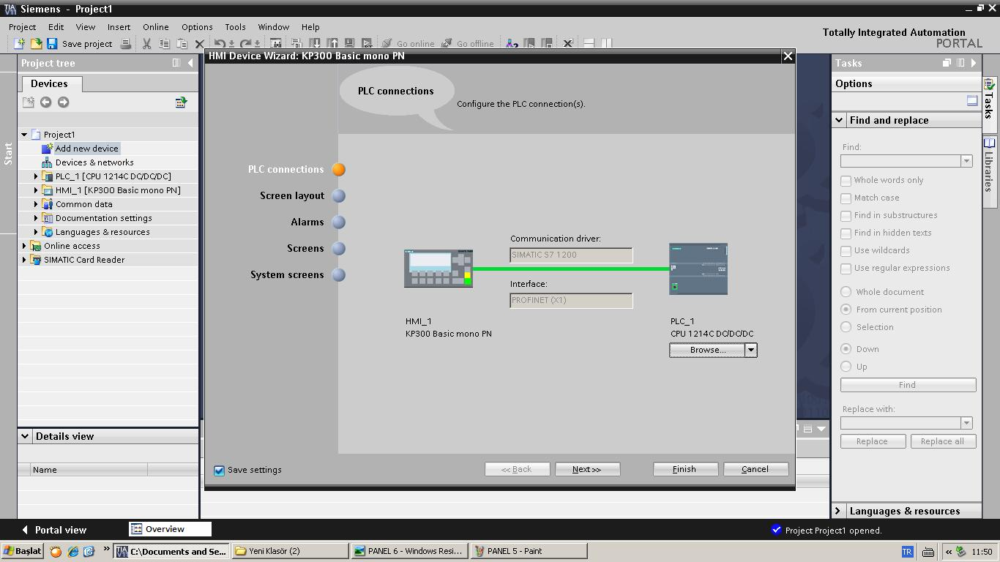 Siemens - Project1
Project Edit View Insert Online Options Tools Window Help
Totally Integrated Automation
PORTAL
Save project Go online Go offline
Project tree
Devices
Start
Project1
Add new device
Devices & networks
PLC_1 [CPU 1214C DC/DC/DC]
HMI_1 [KP300 Basic mono PN]
Common data
Documentation settings
Languages & resources
Online access
SIMATIC Card Reader
Details view
Name
HMI Device Wizard: KP300 Basic mono PN
PLC connections
Configure the PLC connection(s).
PLC connections
Screen layout
Alarms
Screens
System screens
Communication driver:
SIMATIC S7 1200
Interface:
PROFINET (X1)
HMI_1
KP300 Basic mono PN
PLC_1
CPU 1214C DC/DC/DC
Browse...
Save settings
<< Back Next >> Finish Cancel
Tasks
Options
Find and replace
Find:
Whole words only
Match case
Find in substructures
Find in hidden texts
Use wildcards
Use regular expressions
Whole document
From current position
Selection
Down
Up
Find
Replace with:
Replace Replace all
Languages & resources
Tasks
Libraries
Portal view Overview
Project Project1 opened.
Başlat C:\Documents and Se... Yeni Klasör (2) PANEL 6 - Windows Resi... PANEL 5 - Paint TR 11:50